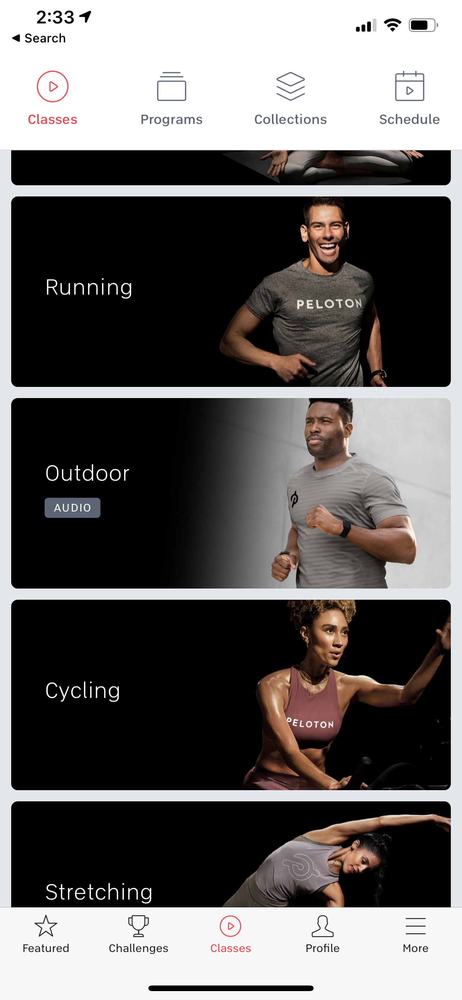 2:33
Search
Classes
Programs
Collections
Schedule
Running
PELOTON
Outdoor
AUDIO
Cycling
PELOTON
Stretching
Featured
Challenges
Classes
Profile
More